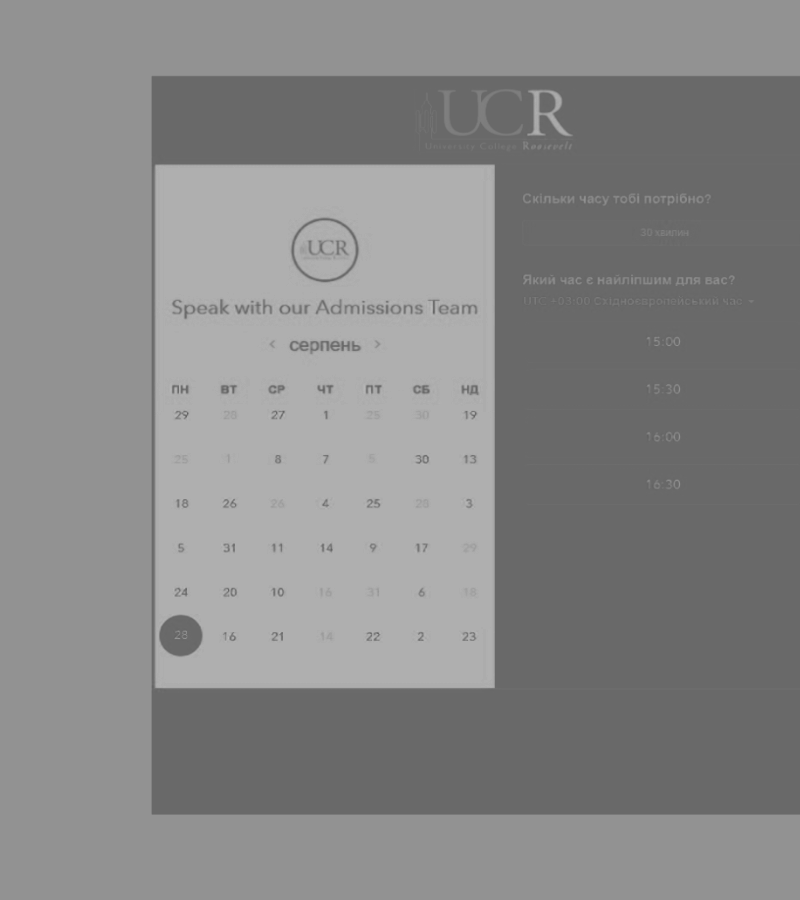 UCR
University College Roosevelt
UCR
Speak with our Admissions Team
< серпень >
ПН ВТ СР ЧТ ПТ СБ НД
29 28 27 1 25 30 19
25 1 8 7 5 30 13
18 26 26 4 25 28 3
5 31 11 14 9 17 29
24 20 10 16 31 6 18
28 16 21 14 22 2 23
Скільки часу тобі потрібно?
30 хвилин
Який час є найліпшим для вас?
UTC +03:00 Східноєвропейський час
15:00
15:30
16:00
16:30